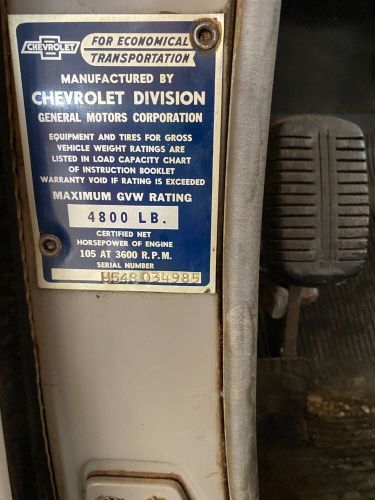 CHEVROLET
FOR ECONOMICAL
TRANSPORTATION
MANUFACTURED BY
CHEVROLET DIVISION
GENERAL MOTORS CORPORATION
EQUIPMENT AND TIRES FOR GROSS
VEHICLE WEIGHT RATINGS ARE
LISTED IN LOAD CAPACITY CHART
OF INSTRUCTION BOOKLET
WARRANTY VOID IF RATING IS EXCEEDED
MAXIMUM GVW RATING
4800 LB.
CERTIFIED NET
HORSEPOWER OF ENGINE
105 AT 3600 R.P.M.
SERIAL NUMBER
H54B034985